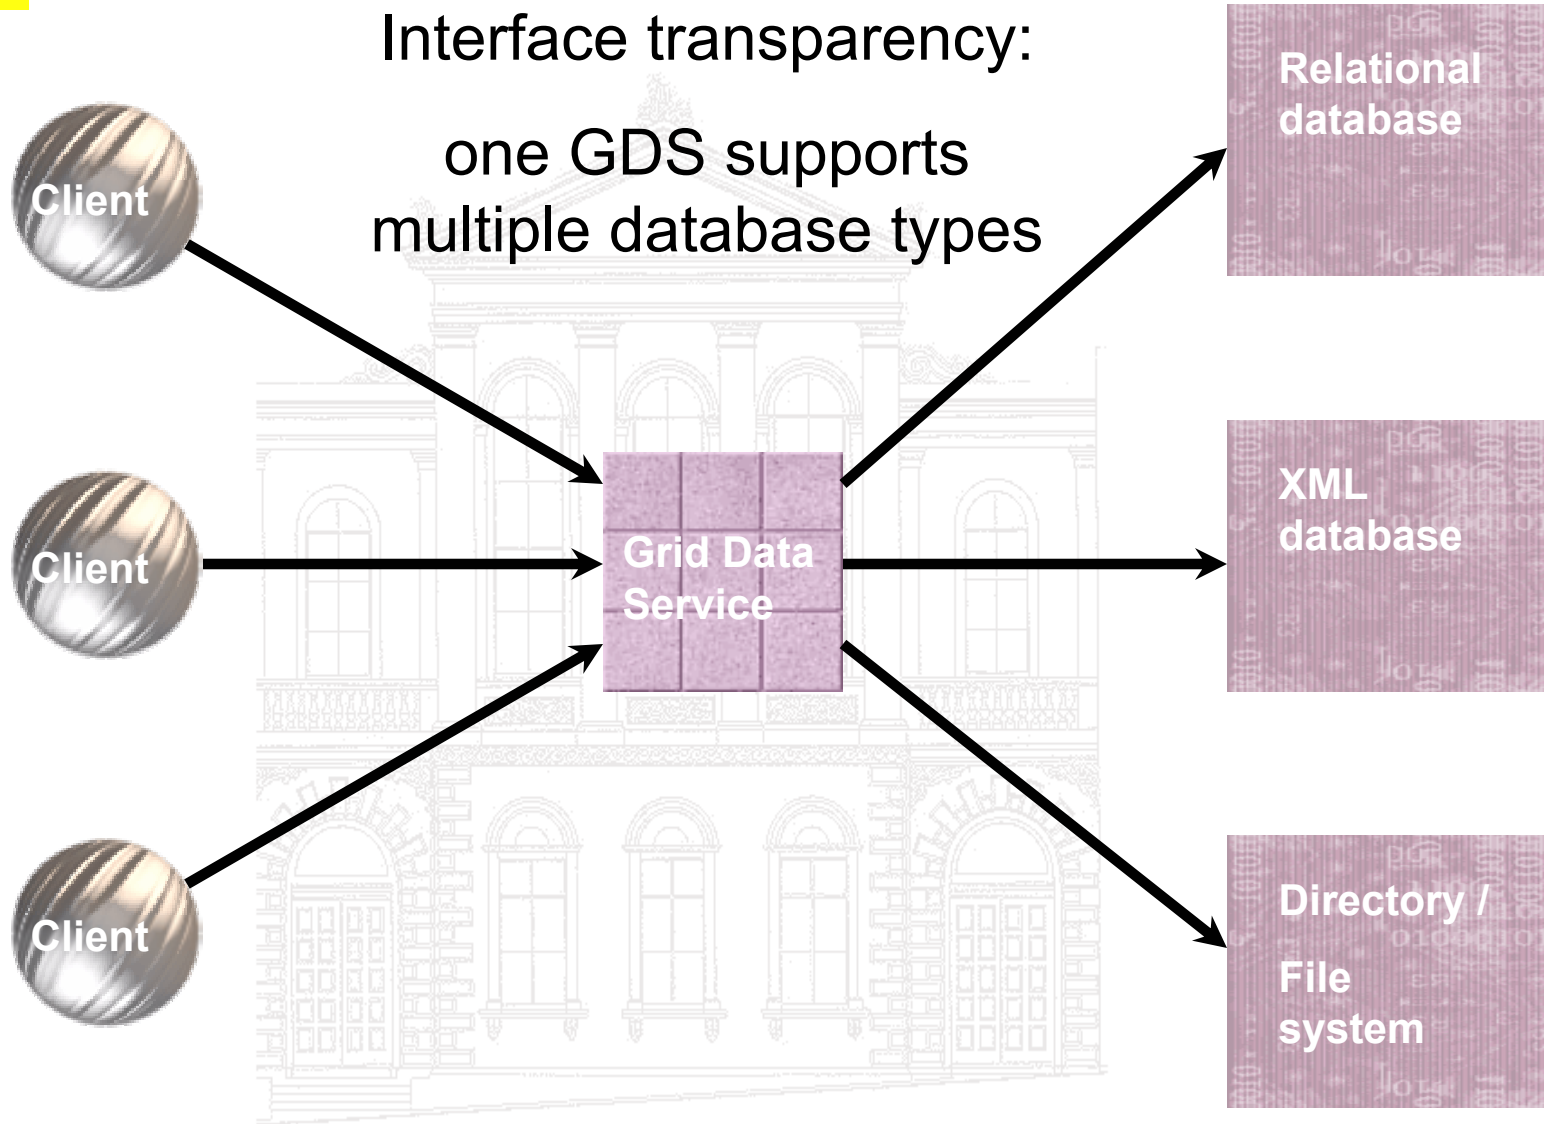 Interface transparency:
one GDS supports
multiple database types
Client
Client
Client
Grid Data
Service
Relational
database
XML
database
Directory /
File
system